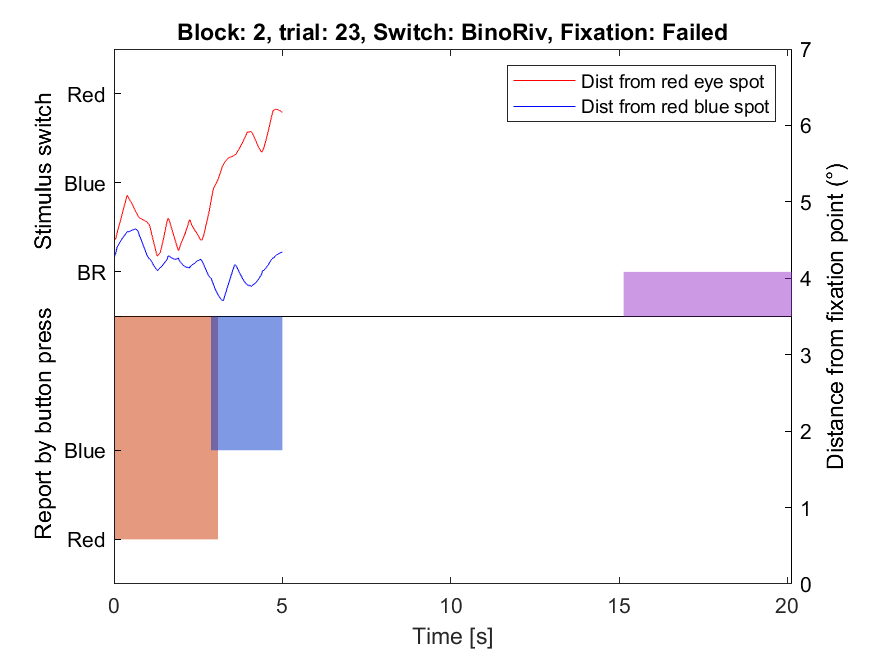 Block: 2, trial: 23, Switch: BinoRiv, Fixation: Failed
Dist from red eye spot
Dist from red blue spot
Stimulus switch
Red
Blue
BR
Report by button press
Blue
Red
7
6
5
4
3
2
1
0
Distance from fixation point (°)
0
5
10
15
20
Time [s]